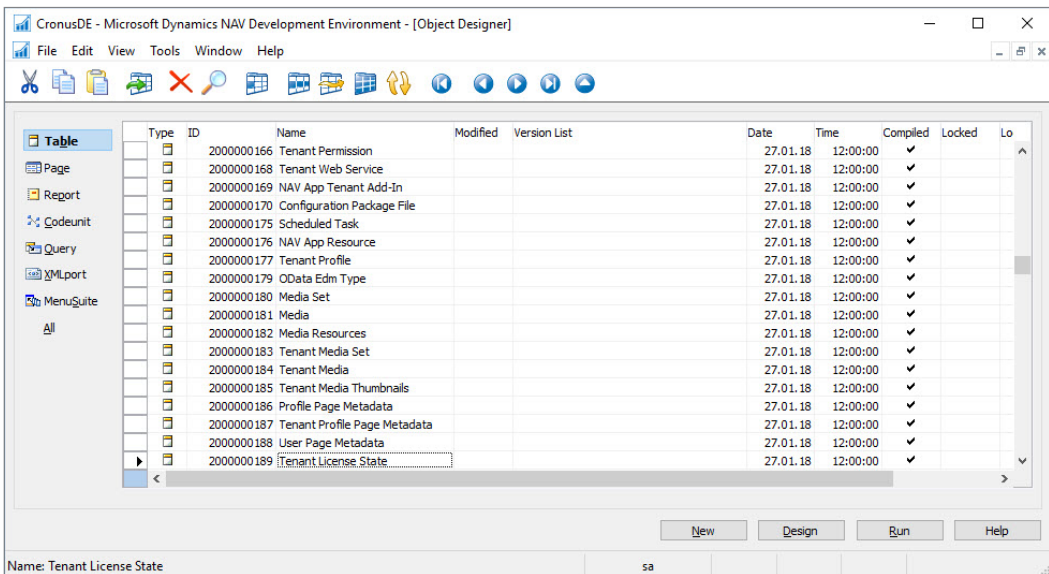 CronusDE - Microsoft Dynamics NAV Development Environment - [Object Designer]
File Edit View Tools Window Help
Type ID Name Modified Version List Date Time Compiled Locked Lo
Table
Page
Report
Codeunit
Query
XMLport
MenuSuite
All
2000000166 Tenant Permission 27.01.18 12:00:00
2000000168 Tenant Web Service 27.01.18 12:00:00
2000000169 NAV App Tenant Add-In 27.01.18 12:00:00
2000000170 Configuration Package File 27.01.18 12:00:00
2000000175 Scheduled Task 27.01.18 12:00:00
2000000176 NAV App Resource 27.01.18 12:00:00
2000000177 Tenant Profile 27.01.18 12:00:00
2000000179 OData Edm Type 27.01.18 12:00:00
2000000180 Media Set 27.01.18 12:00:00
2000000181 Media 27.01.18 12:00:00
2000000182 Media Resources 27.01.18 12:00:00
2000000183 Tenant Media Set 27.01.18 12:00:00
2000000184 Tenant Media 27.01.18 12:00:00
2000000185 Tenant Media Thumbnails 27.01.18 12:00:00
2000000186 Profile Page Metadata 27.01.18 12:00:00
2000000187 Tenant Profile Page Metadata 27.01.18 12:00:00
2000000188 User Page Metadata 27.01.18 12:00:00
2000000189 Tenant License State 27.01.18 12:00:00
New Design Run Help
Name: Tenant License State sa